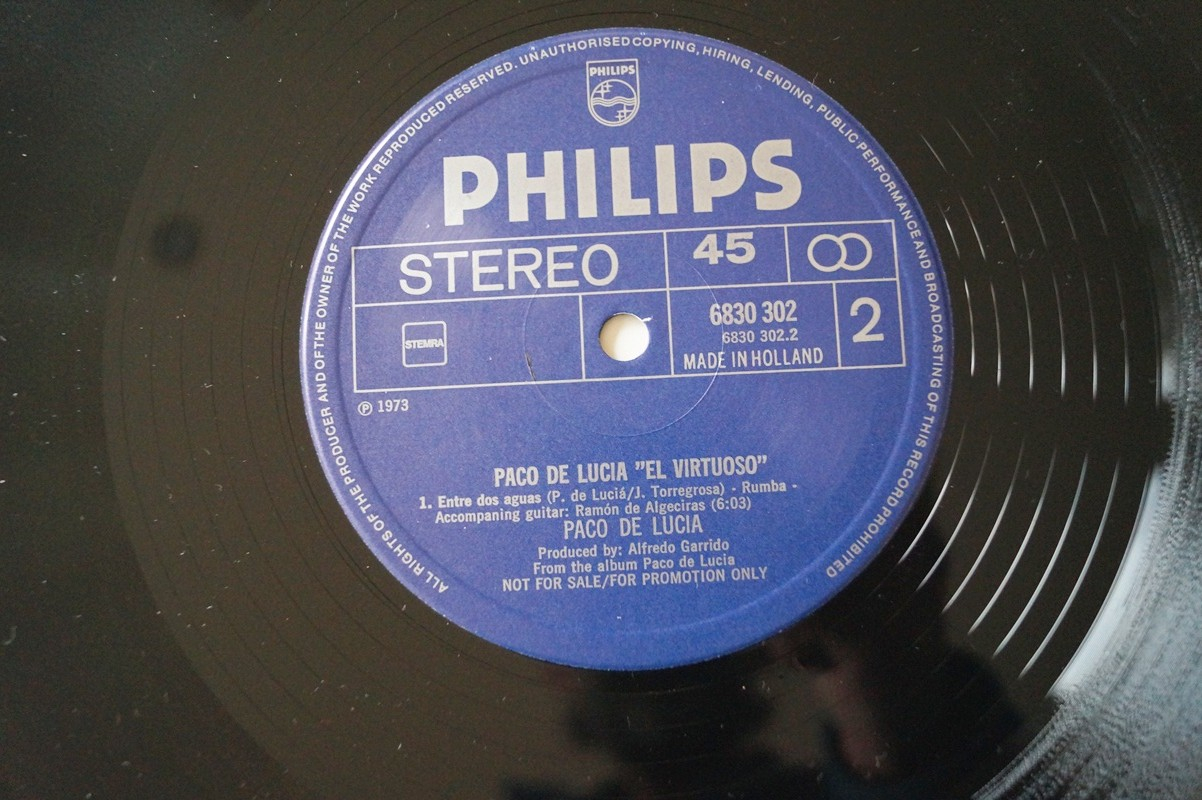 ALL RIGHTS OF THE PRODUCER AND OF THE OWNER OF THE WORK REPRODUCED RESERVED. UNAUTHORISED COPYING, HIRING, LENDING, PUBLIC PERFORMANCE AND BROADCASTING OF THIS RECORD PROHIBITED
PHILIPS
PHILIPS
STEREO
45
STEMRA
6830 302
6830 302.2
MADE IN HOLLAND
2
℗ 1973
PACO DE LUCIA "EL VIRTUOSO"
1. Entre dos aguas (P. de Luciá/J. Torregrosa) - Rumba -
Accompaning guitar: Ramón de Algeciras (6:03)
PACO DE LUCIA
Produced by: Alfredo Garrido
From the album Paco de Lucia
NOT FOR SALE/FOR PROMOTION ONLY